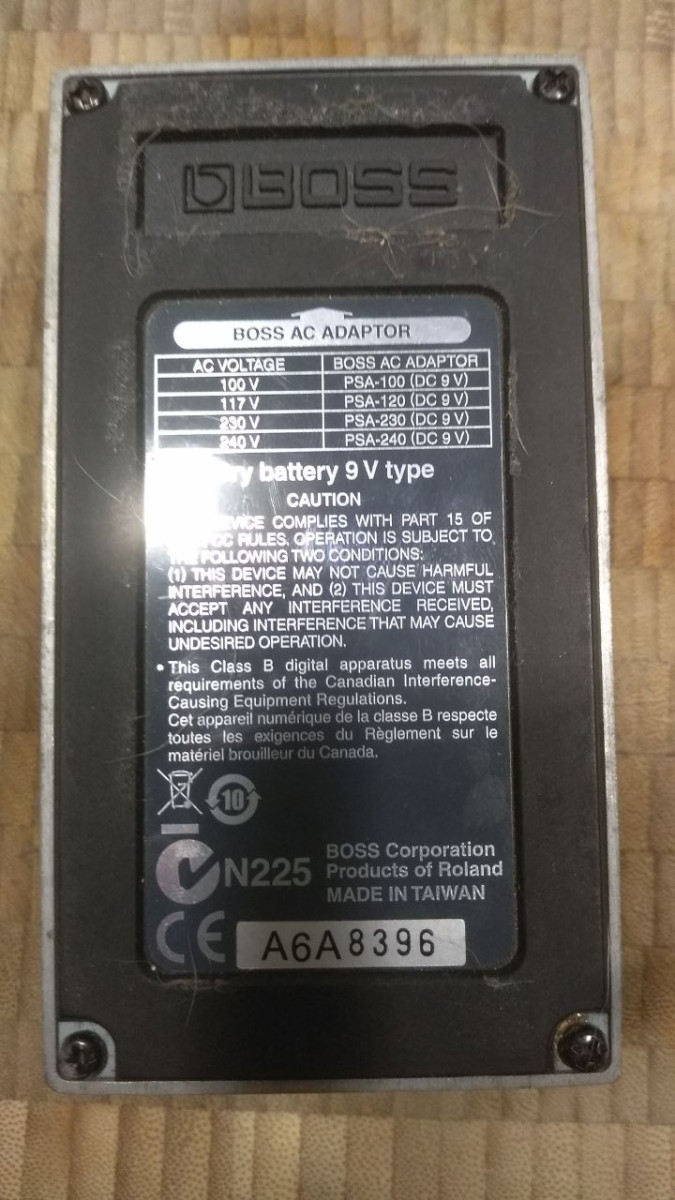 BOSS
BOSS AC ADAPTOR
AC VOLTAGE BOSS AC ADAPTOR
100 V PSA-100 (DC 9 V)
117 V PSA-120 (DC 9 V)
230 V PSA-230 (DC 9 V)
240 V PSA-240 (DC 9 V)
battery 9 V type
CAUTION
COMPLIES WITH PART 15 OF
RULES. OPERATION IS SUBJECT TO
FOLLOWING TWO CONDITIONS:
(1) THIS DEVICE MAY NOT CAUSE HARMFUL
INTERFERENCE, AND (2) THIS DEVICE MUST
ACCEPT ANY INTERFERENCE RECEIVED,
INCLUDING INTERFERENCE THAT MAY CAUSE
UNDESIRED OPERATION.
• This Class B digital apparatus meets all
requirements of the Canadian Interference-
Causing Equipment Regulations.
Cet appareil numérique de la classe B respecte
toutes les exigences du Règlement sur le
matériel brouilleur du Canada.
10
N225
BOSS Corporation
Products of Roland
MADE IN TAIWAN
CE
A6A8396